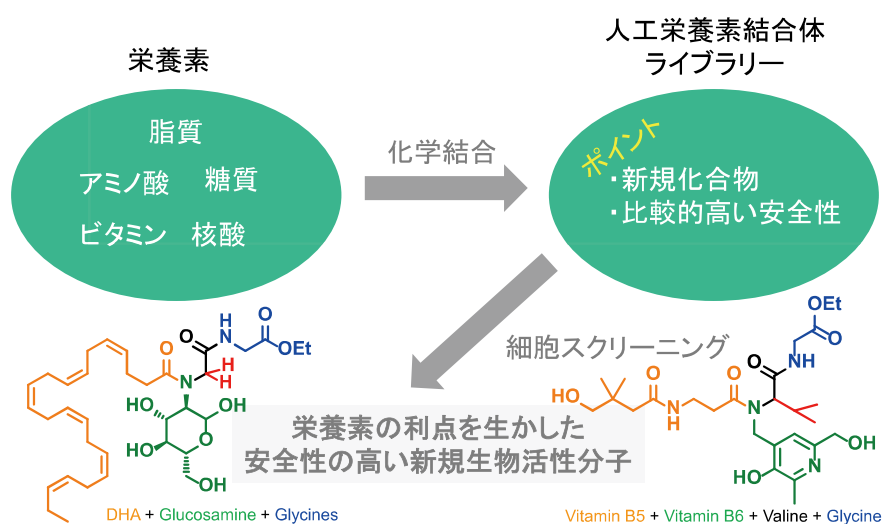 栄養素
脂質
アミノ酸 糖質
ビタミン 核酸
化学結合
人工栄養素結合体
ライブラリー
ポイント
・新規化合物
・比較的高い安全性
細胞スクリーニング
栄養素の利点を生かした
安全性の高い新規生物活性分子
O
O
H
N
O
OEt
N
H
H
HO
OH
HO
O
HO
OH
DHA + Glucosamine + Glycines
OEt
O
O
HN
HO
O
N
H
O
N
HO
N
OH
Vitamin B5 + Vitamin B6 + Valine + Glycine